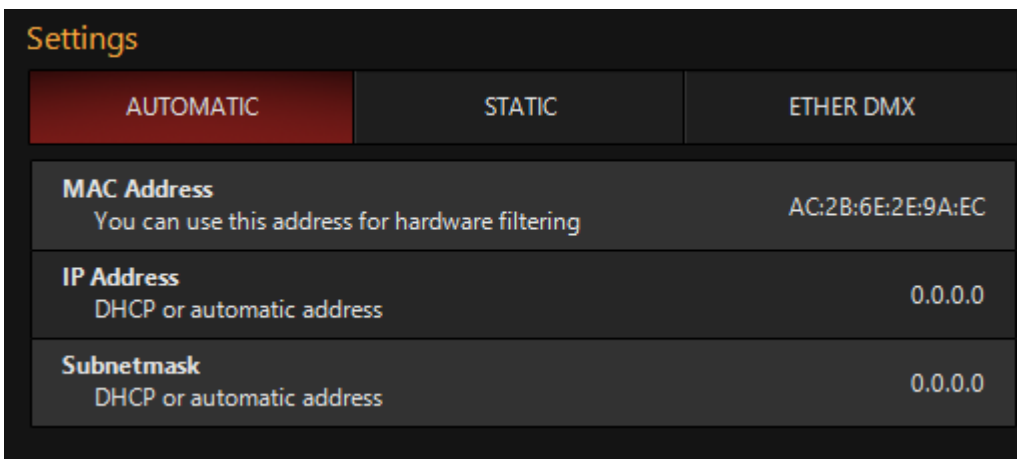 Settings
AUTOMATIC STATIC ETHER DMX
MAC Address
You can use this address for hardware filtering AC:2B:6E:2E:9A:EC
IP Address
DHCP or automatic address 0.0.0.0
Subnetmask
DHCP or automatic address 0.0.0.0